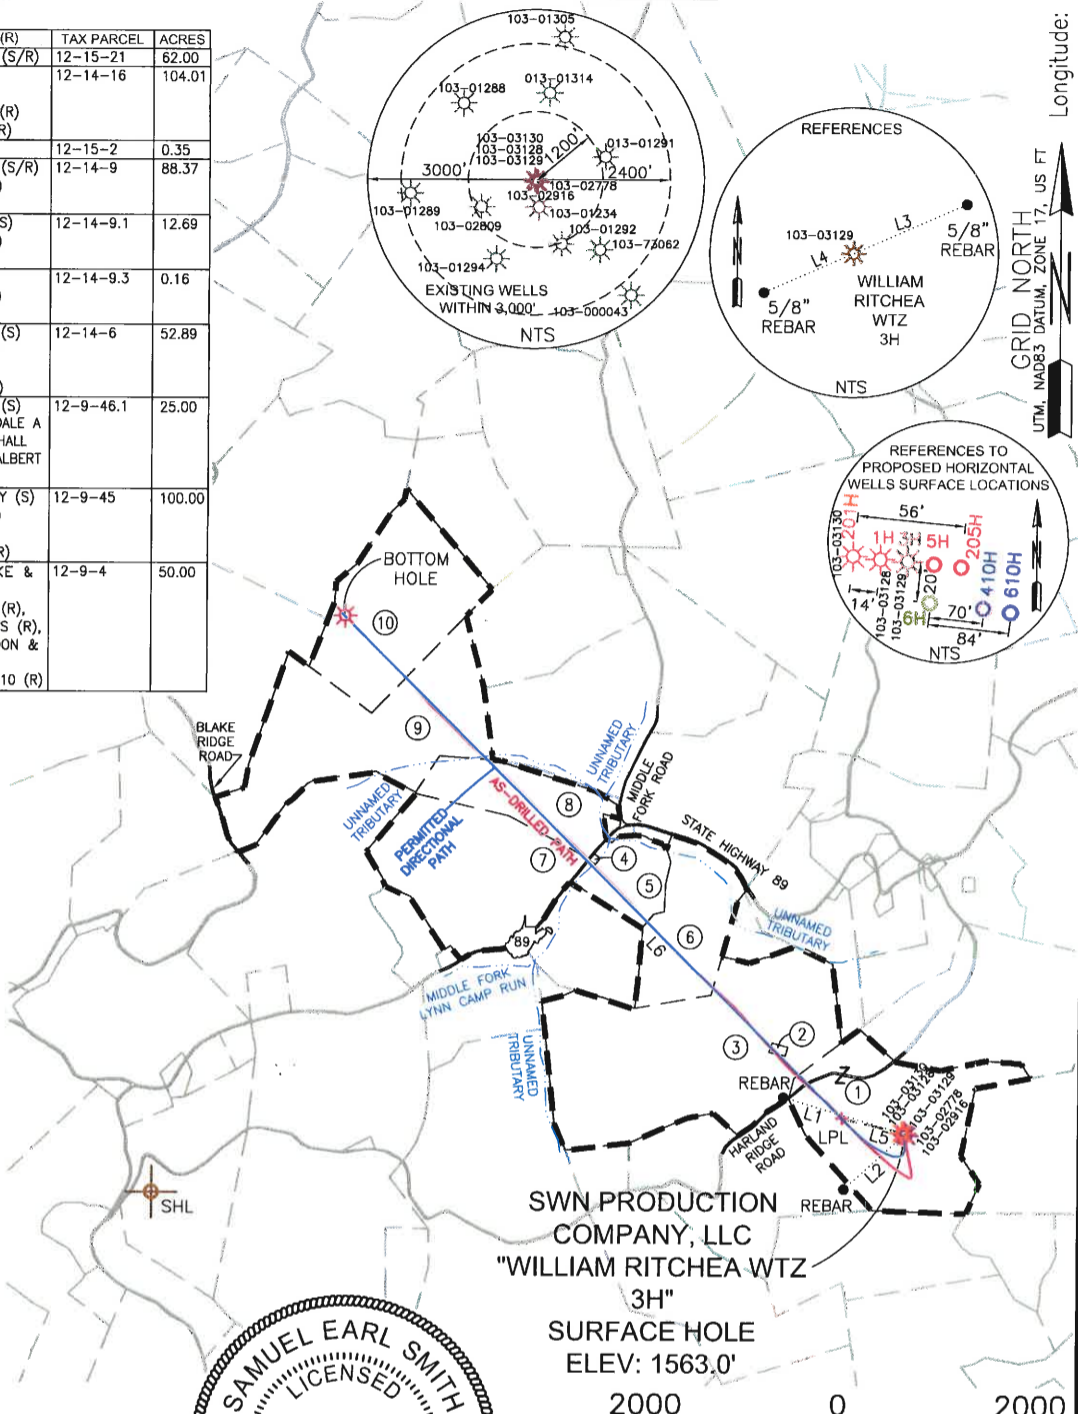 (R) TAX PARCEL ACRES
(S/R) 12-15-21 62.00
12-14-16 104.01
(R)
R)
12-15-2 0.35
(S/R) 12-14-9 88.37
)
S) 12-14-9.1 12.69
)
12-14-9.3 0.16
)
(S) 12-14-6 52.89
)
(S) 12-9-46.1 25.00
DALE A
HALL
ALBERT
Y (S) 12-9-45 100.00
)
R)
KE & 12-9-4 50.00
(R),
S (R),
ON &
10 (R)
103-01305
103-01288
013-01314
103-03130
103-03128
103-03129
1200'
013-01291
3000'
2400'
103-02778
103-02916
103-01289
103-02809
103-01234
103-01292
103-73062
103-01294
EXISTING WELLS
WITHIN 3,000'
103-000043
NTS
REFERENCES
N
L3
5/8"
REBAR
103-03129
L4
5/8"
REBAR
WILLIAM
RITCHEA
WTZ
3H
NTS
Longitude:
GRID NORTH
UTM, NAD83 DATUM, ZONE 17, US FT
N
REFERENCES TO
PROPOSED HORIZONTAL
WELLS SURFACE LOCATIONS
56'
103-03130
201H
1H
3H
5H
205H
N
14'
103-03128
103-03129
20'
6H
410H
610H
70'
84'
NTS
BOTTOM
HOLE
10
9
BLAKE
RIDGE
ROAD
UNNAMED
TRIBUTARY
PERMITTED
DIRECTIONAL
PATH
AS-DRILLED PATH
UNNAMED
TRIBUTARY
MIDDLE
FORK ROAD
8
7
4
5
STATE HIGHWAY 89
UNNAMED
TRIBUTARY
6
L6
89
MIDDLE FORK
LYNN CAMP RUN
UNNAMED
TRIBUTARY
3
2
Z
1
REBAR
L1
LPL
L5
103-03130
103-03128
103-03129
103-02778
103-02916
HARLAND
RIDGE
ROAD
L2
REBAR
SHL
SWN PRODUCTION
COMPANY, LLC
"WILLIAM RITCHEA WTZ
3H"
SURFACE HOLE
ELEV: 1563.0'
SAMUEL EARL SMITH
LICENSED
2000 0 2000